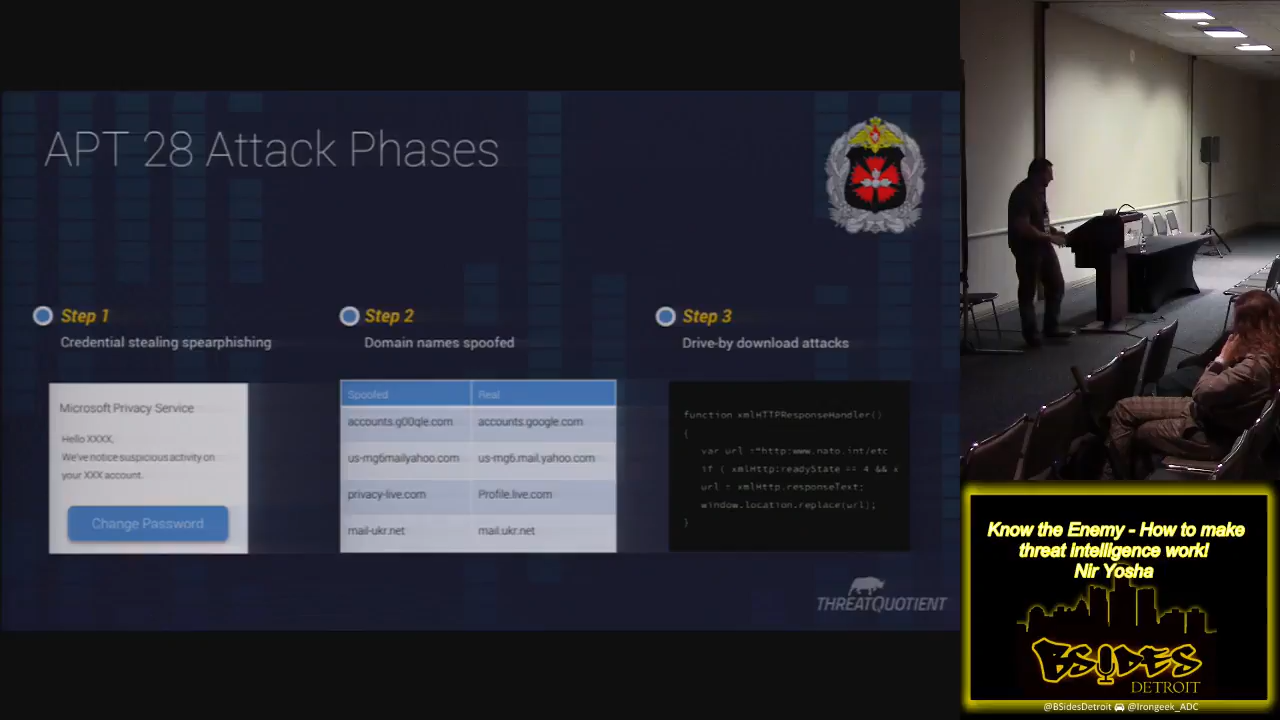 APT 28 Attack Phases
Step 1
Credential stealing spearphishing
Microsoft Privacy Service
Hello XXXX,
We've notice suspicious activity on
your XXX account.
Change Password
Step 2
Domain names spoofed
Spoofed Real
accounts.g00qle.com accounts.google.com
us-mg6mailyahoo.com us-mg6.mail.yahoo.com
privacy-live.com Profile.live.com
mail-ukr.net mail.ukr.net
Step 3
Drive-by download attacks
function xmlHTTPResponseHandler()
{
var url ="http:www.nato.int/etc
if ( xmlHttp:readyState == 4 && x
url = xmlHttp.responseText;
window.location.replace(url);
}
THREATQUOTIENT
Know the Enemy - How to make
threat intelligence work!
Nir Yosha
BSIDES
DETROIT
@BSidesDetroit @Irongeek_ADC